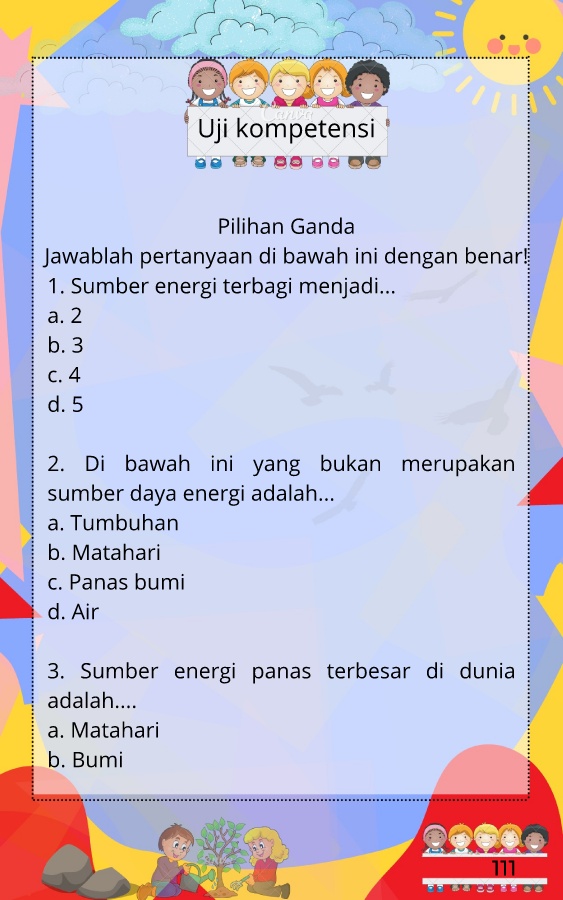 Uji kompetensi
Pilihan Ganda
Jawablah pertanyaan di bawah ini dengan benar!
1. Sumber energi terbagi menjadi...
a. 2
b. 3
c. 4
d. 5
2. Di bawah ini yang bukan merupakan
sumber daya energi adalah...
a. Tumbuhan
b. Matahari
c. Panas bumi
d. Air
3. Sumber energi panas terbesar di dunia
adalah....
a. Matahari
b. Bumi
111